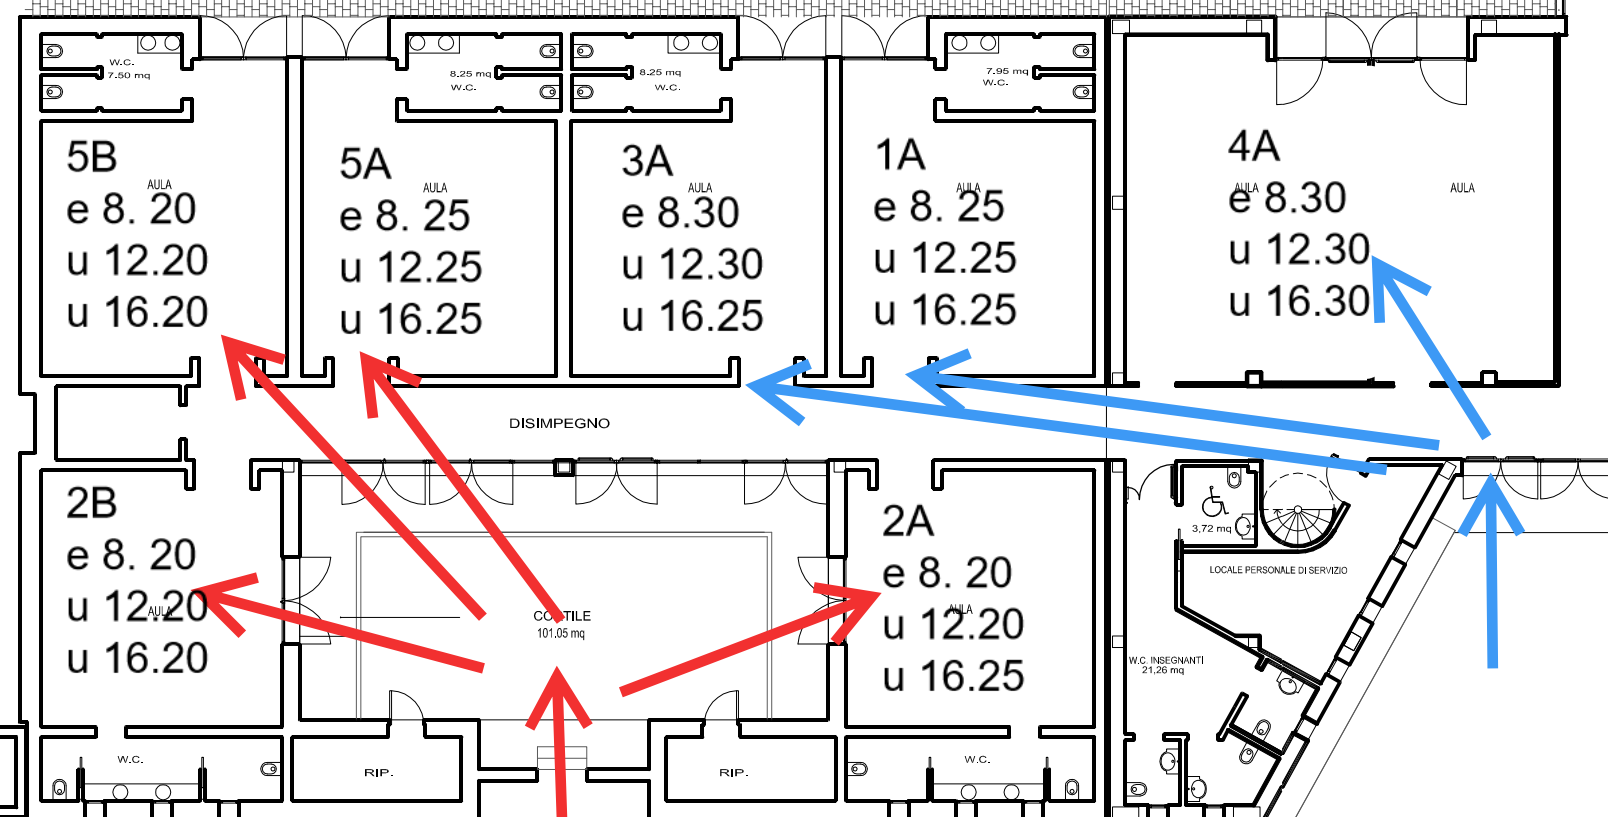 W.C.
7.50 mq
8.25 mq
W.C.
8.25 mq
W.C.
7.95 mq
W.C.
5B
AULA
e 8. 20
u 12.20
u 16.20
5A
AULA
e 8. 25
u 12.25
u 16.25
3A
AULA
e 8.30
u 12.30
u 16.25
1A
AULA
e 8. 25
u 12.25
u 16.25
4A
AULA
e 8.30
u 12.30
u 16.30
AULA
DISIMPEGNO
2B
e 8. 20
u 12.20
AULA
u 16.20
CORTILE
101.05 mq
2A
e 8. 20
AULA
u 12.20
u 16.25
3,72 mq
LOCALE PERSONALE DI SERVIZIO
W.C. INSEGNANTI
21,26 mq
W.C.
RIP.
RIP.
W.C.